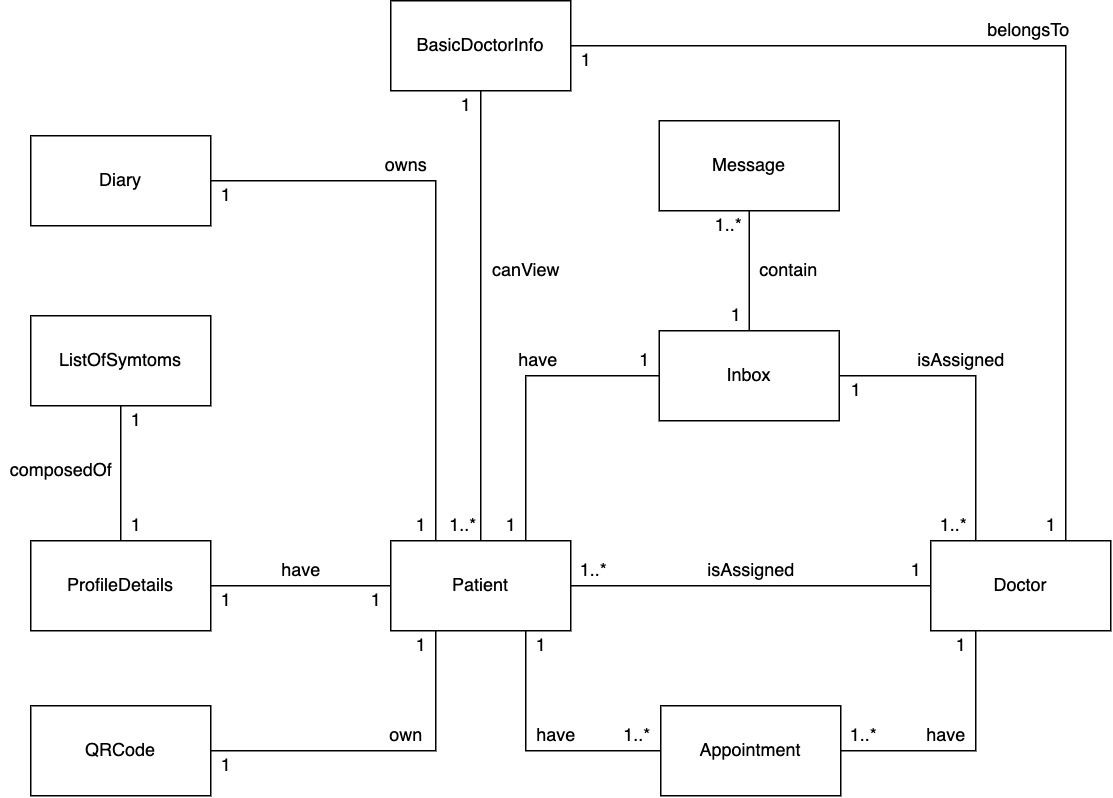 belongsTo
BasicDoctorInfo
1
1
Message
owns
Diary
1
1..*
canView
contain
1
ListOfSymtoms
have
1
isAssigned
Inbox
1
1
composedOf
1
1
1..*
1
1..*
1
have
1..*
isAssigned
1
ProfileDetails
Patient
Doctor
1
1
1
1
1
own
have
1..*
1..*
have
QRCode
Appointment
1